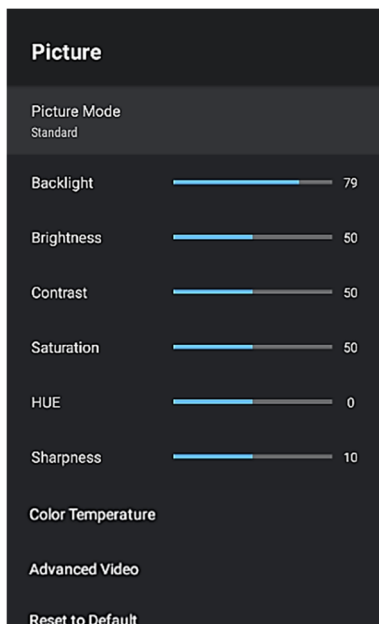 Picture
Picture Mode
Standard
Backlight 79
Brightness 50
Contrast 50
Saturation 50
HUE 0
Sharpness 10
Color Temperature
Advanced Video
Reset to Default